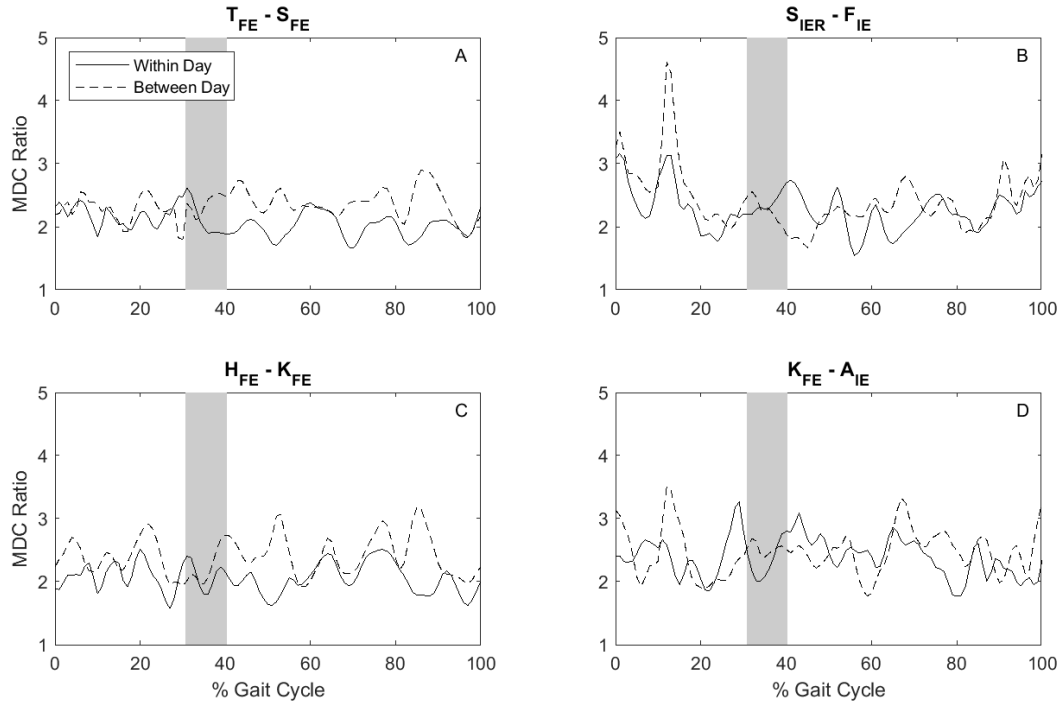 T_FE - S_FE
A
Within Day
Between Day
MDC Ratio
5
4
3
2
1
0 20 40 60 80 100
S_IER - F_IE
B
5
4
3
2
1
0 20 40 60 80 100
H_FE - K_FE
C
MDC Ratio
5
4
3
2
1
0 20 40 60 80 100
% Gait Cycle
K_FE - A_IE
D
5
4
3
2
1
0 20 40 60 80 100
% Gait Cycle